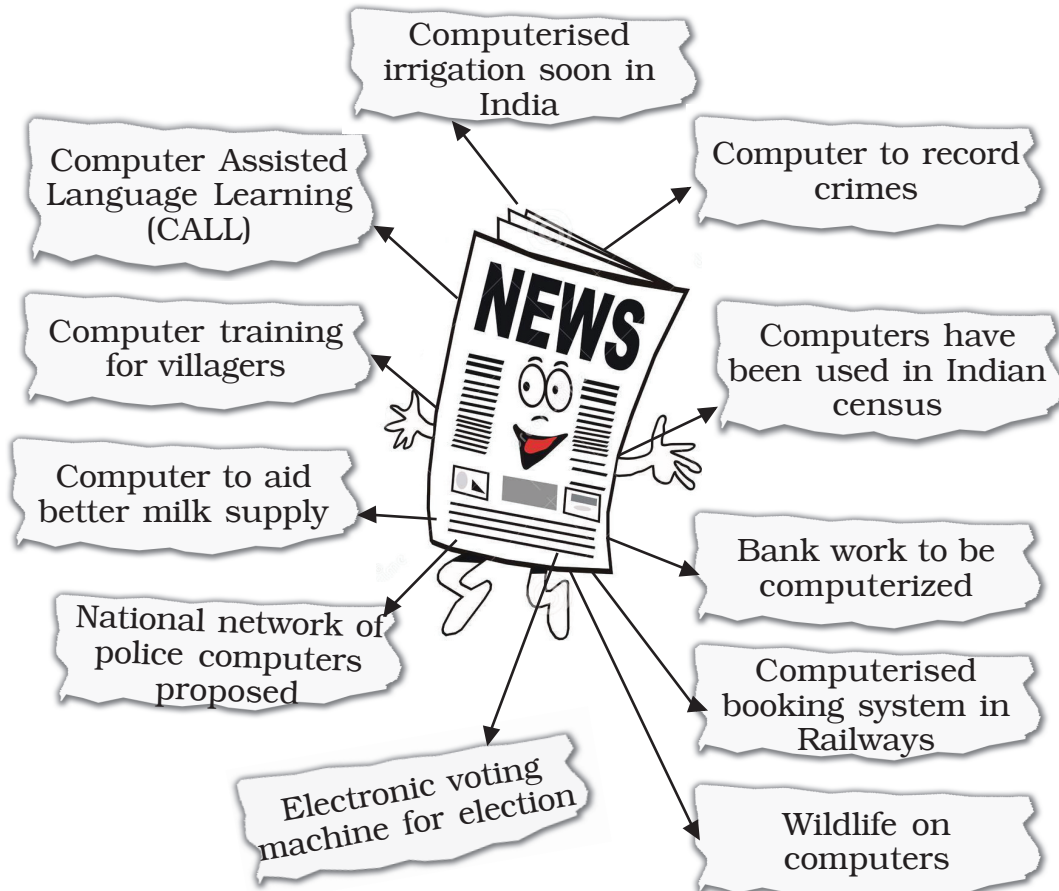 Computerised
irrigation soon in
India
Computer Assisted
Language Learning
(CALL)
Computer to record
crimes
NEWS
Computer training
for villagers
Computers have
been used in Indian
census
Computer to aid
better milk supply
Bank work to be
computerized
National network of
police computers
proposed
Computerised
booking system in
Railways
Electronic voting
machine for election
Wildlife on
computers